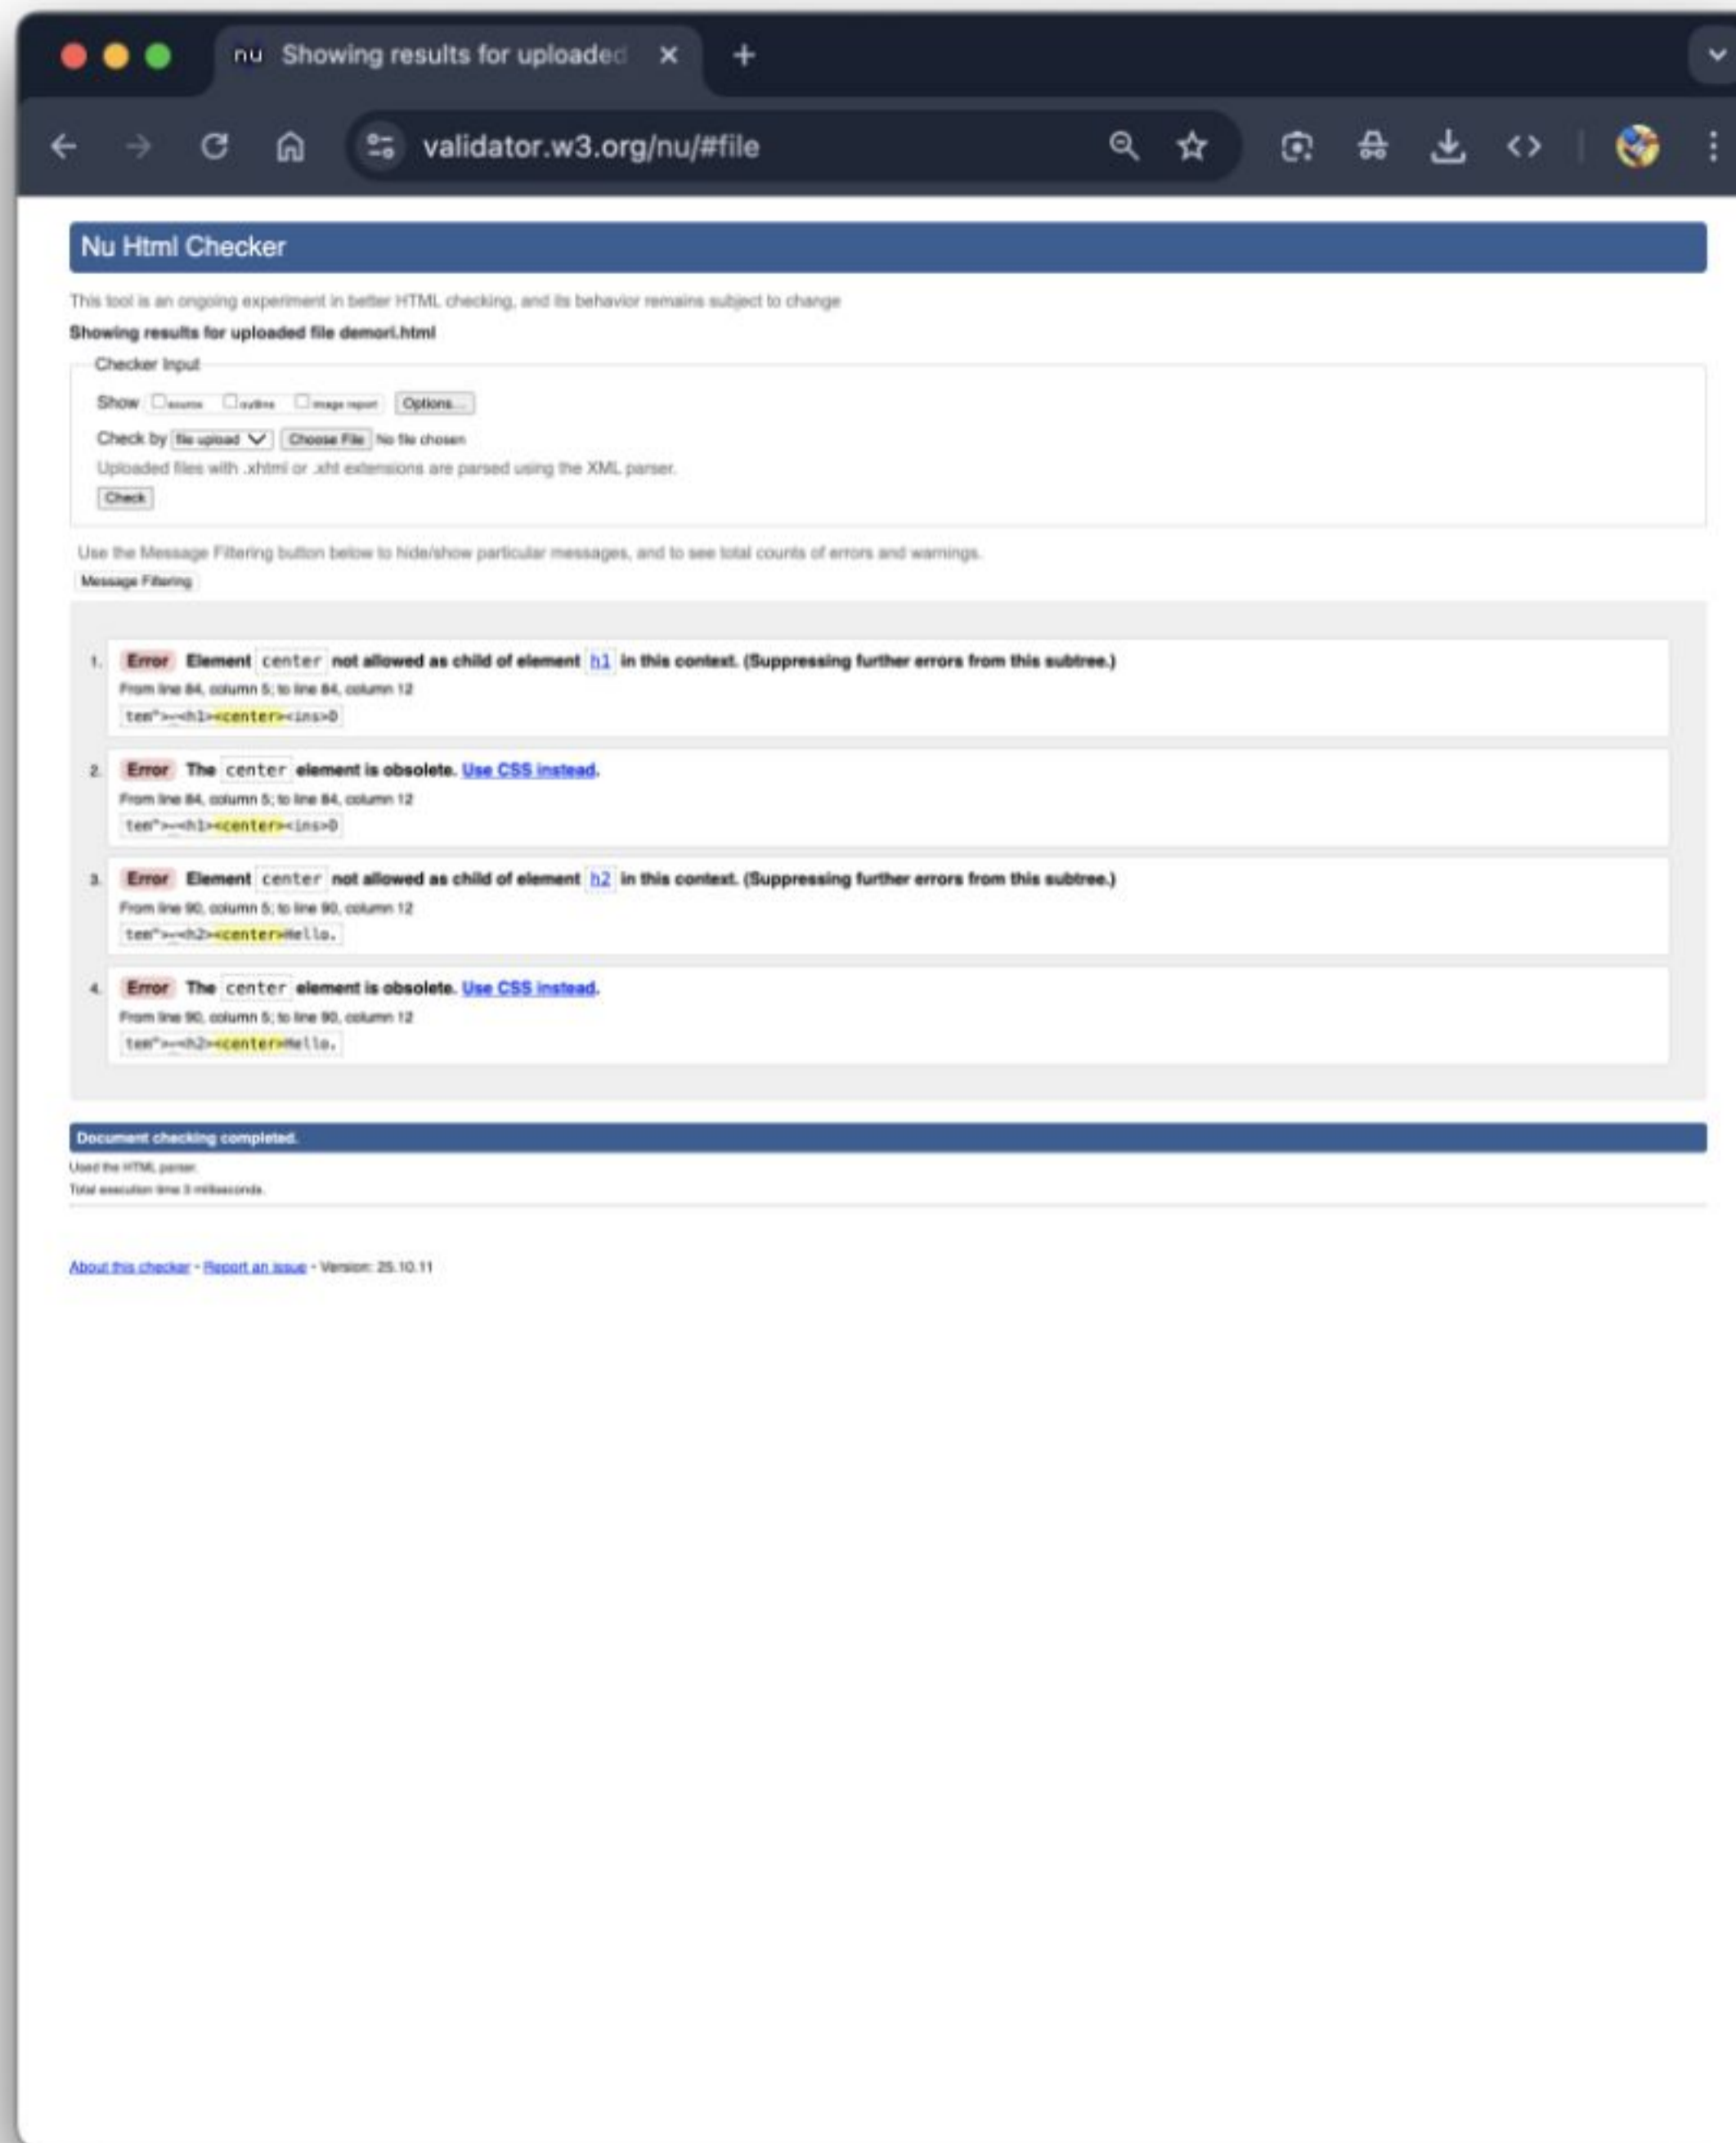 nu Showing results for uploaded
validator.w3.org/nu/#file
Nu Html Checker
This tool is an ongoing experiment in better HTML checking, and its behavior remains subject to change
Showing results for uploaded file demori.html
Checker Input
Show source outline image report Options...
Check by file upload Choose File No file chosen
Uploaded files with .xhtml or .xht extensions are parsed using the XML parser.
Check
Use the Message Filtering button below to hide/show particular messages, and to see total counts of errors and warnings.
Message Filtering
1. Error Element center not allowed as child of element h1 in this context. (Suppressing further errors from this subtree.)
From line 84, column 5; to line 84, column 12
tem">↩<h1><center><ins>D
2. Error The center element is obsolete. Use CSS instead.
From line 84, column 5; to line 84, column 12
tem">↩<h1><center><ins>D
3. Error Element center not allowed as child of element h2 in this context. (Suppressing further errors from this subtree.)
From line 90, column 5; to line 90, column 12
tem">↩<h2><center>Hello.
4. Error The center element is obsolete. Use CSS instead.
From line 90, column 5; to line 90, column 12
tem">↩<h2><center>Hello.
Document checking completed.
Used the HTML parser.
Total execution time 3 milliseconds.
About this checker • Report an issue • Version: 25.10.11